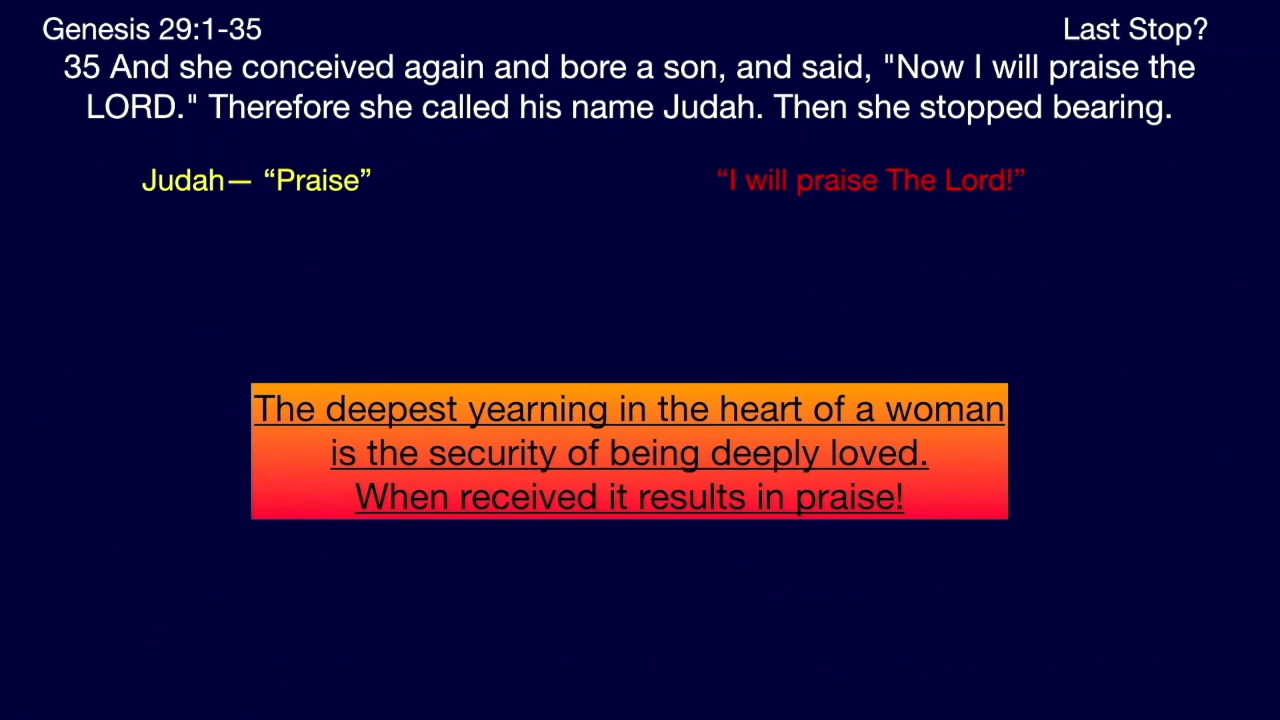 Genesis 29:1-35
Last Stop?
35 And she conceived again and bore a son, and said, "Now I will praise the
LORD." Therefore she called his name Judah. Then she stopped bearing.
Judah— “Praise”
“I will praise The Lord!”
The deepest yearning in the heart of a woman
is the security of being deeply loved.
When received it results in praise!